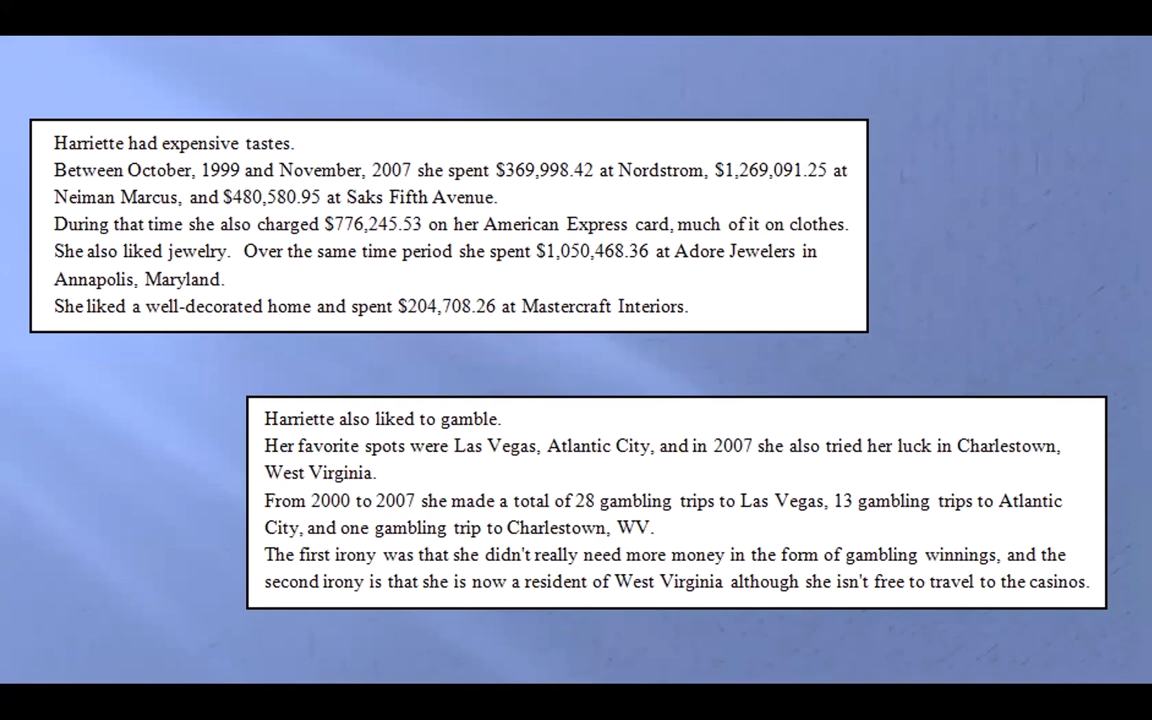 Harriette had expensive tastes.
Between October, 1999 and November, 2007 she spent $369,998.42 at Nordstrom, $1,269,091.25 at
Neiman Marcus, and $480,580.95 at Saks Fifth Avenue.
During that time she also charged $776,245.53 on her American Express card, much of it on clothes.
She also liked jewelry.  Over the same time period she spent $1,050,468.36 at Adore Jewelers in
Annapolis, Maryland.
She liked a well-decorated home and spent $204,708.26 at Mastercraft Interiors.
Harriette also liked to gamble.
Her favorite spots were Las Vegas, Atlantic City, and in 2007 she also tried her luck in Charlestown,
West Virginia.
From 2000 to 2007 she made a total of 28 gambling trips to Las Vegas, 13 gambling trips to Atlantic
City, and one gambling trip to Charlestown, WV.
The first irony was that she didn't really need more money in the form of gambling winnings, and the
second irony is that she is now a resident of West Virginia although she isn't free to travel to the casinos.